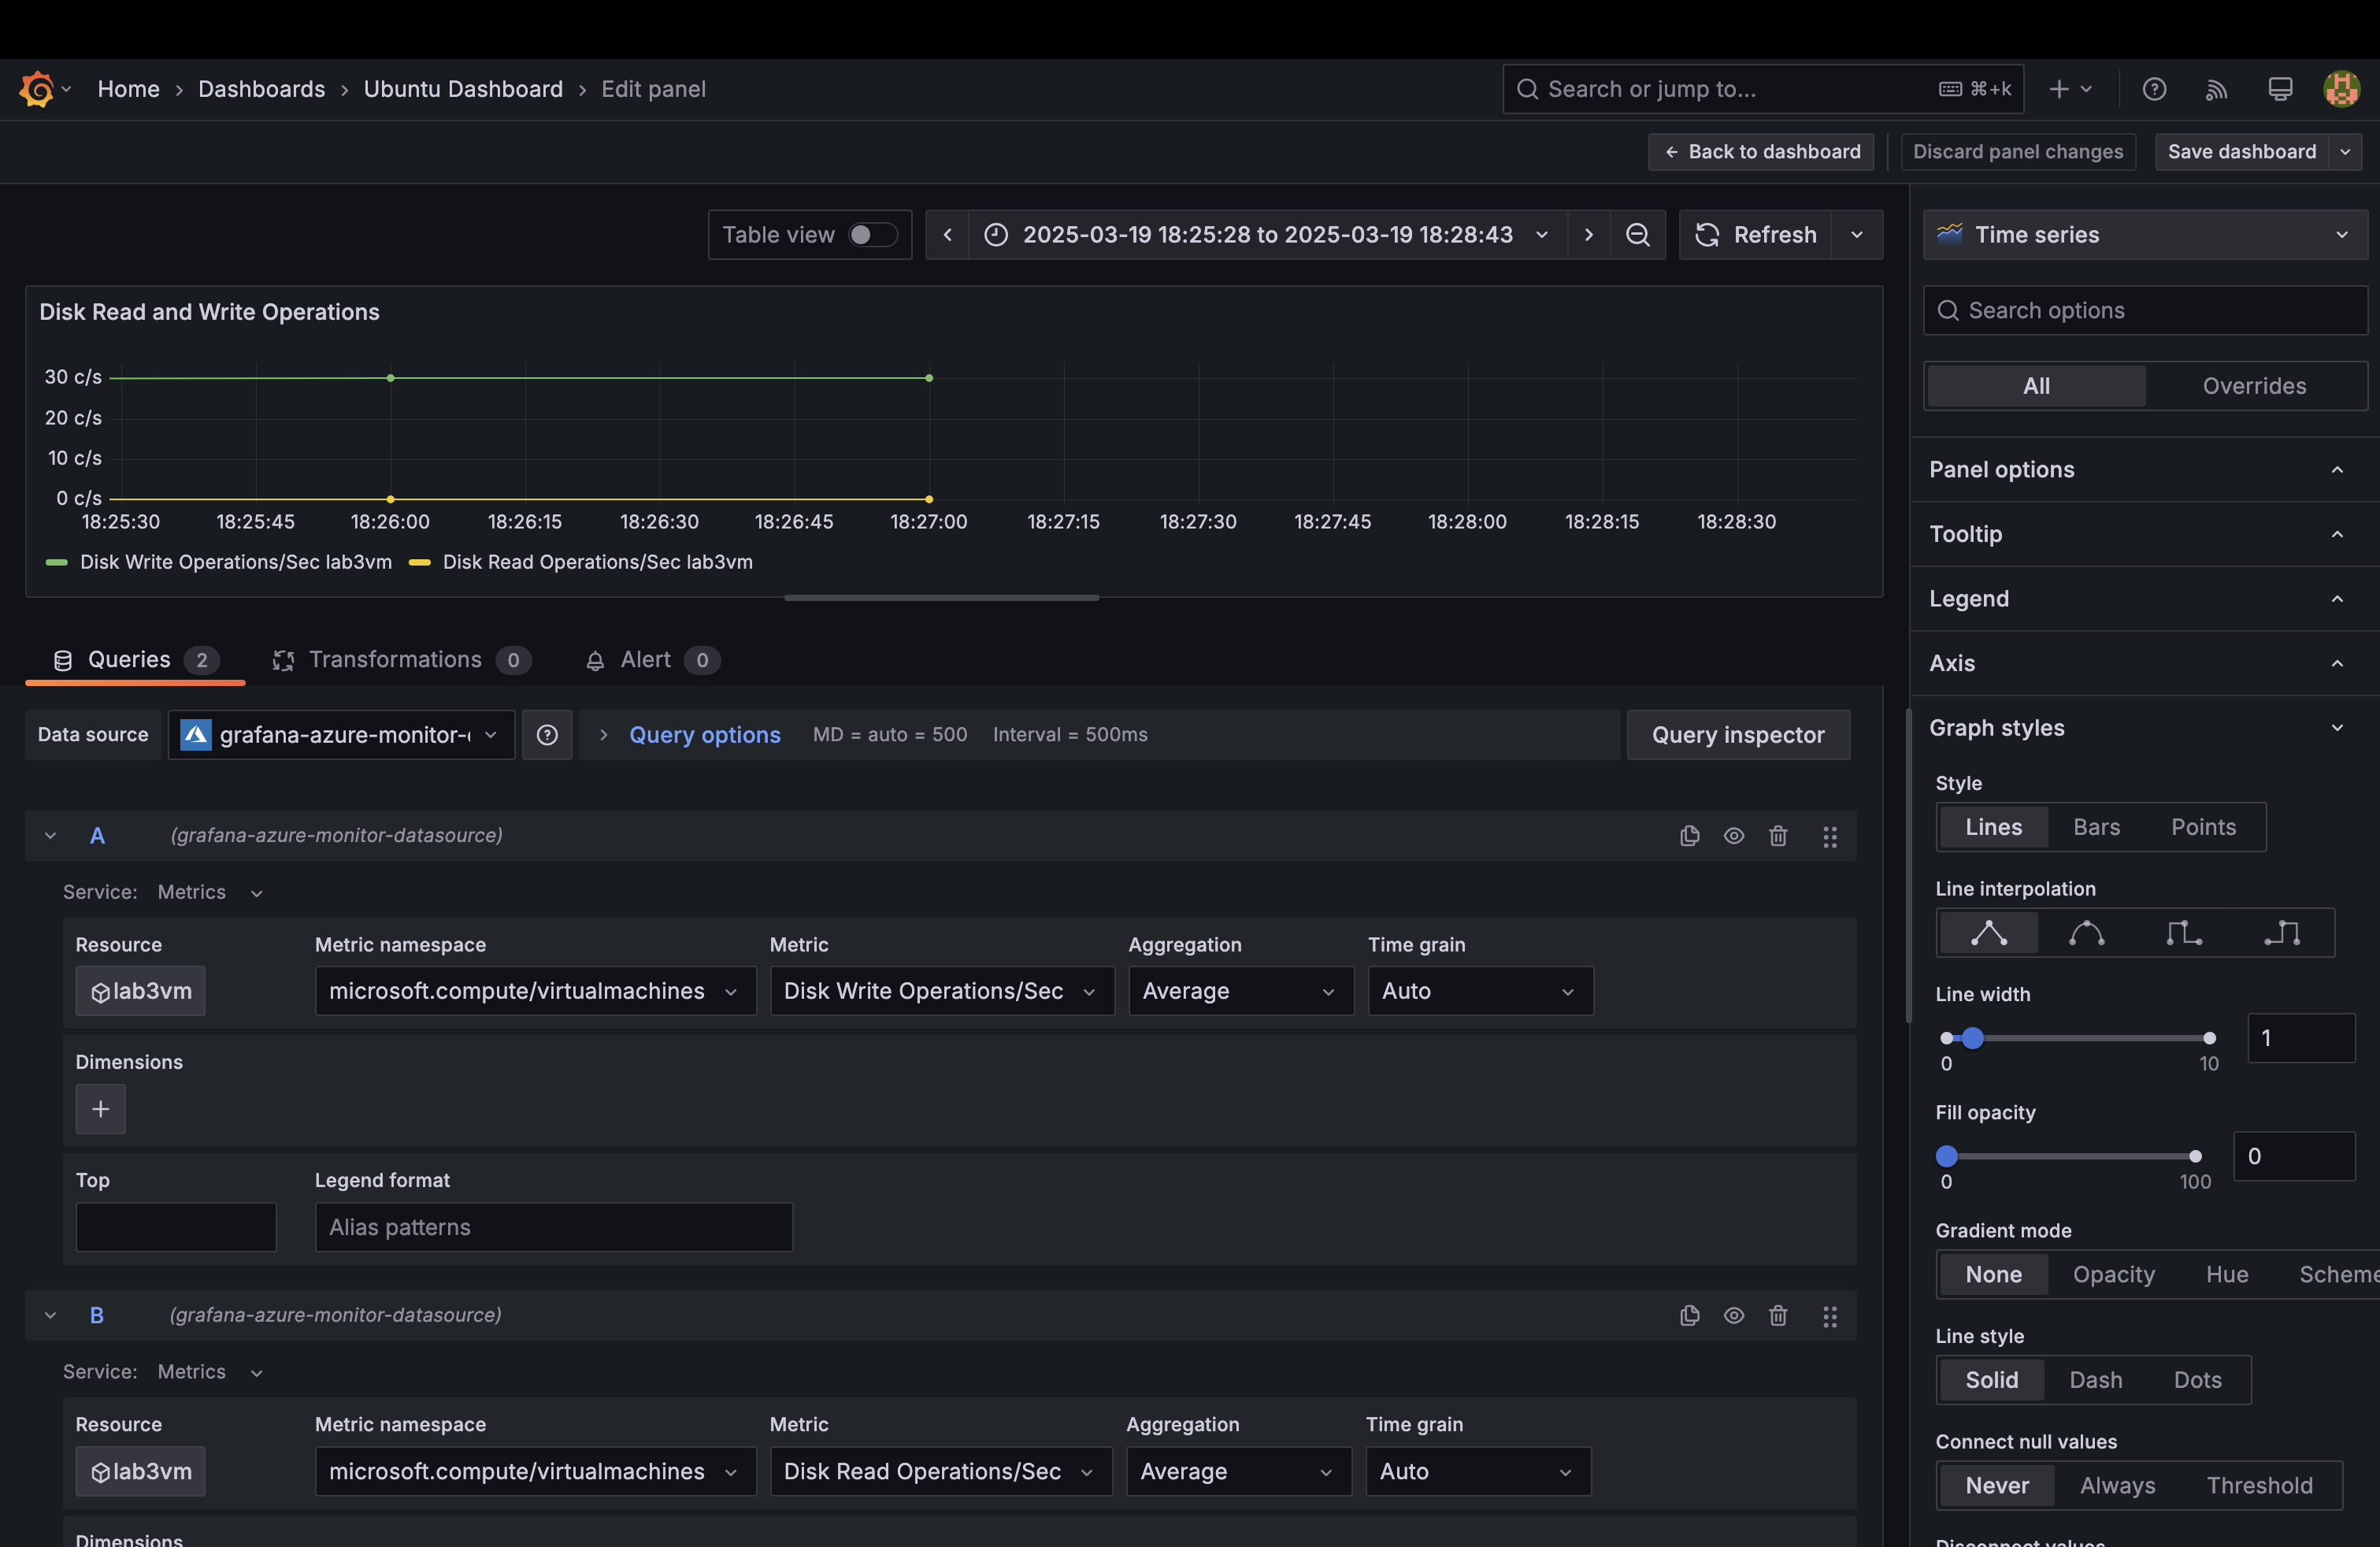 Home › Dashboards › Ubuntu Dashboard › Edit panel
Search or jump to... ⌘+k
Back to dashboard
Discard panel changes
Save dashboard
Table view
2025-03-19 18:25:28 to 2025-03-19 18:28:43
Refresh
Disk Read and Write Operations
30 c/s
20 c/s
10 c/s
0 c/s
18:25:30 18:25:45 18:26:00 18:26:15 18:26:30 18:26:45 18:27:00 18:27:15 18:27:30 18:27:45 18:28:00 18:28:15 18:28:30
Disk Write Operations/Sec lab3vm Disk Read Operations/Sec lab3vm
Queries 2 Transformations 0 Alert 0
Data source grafana-azure-monitor- Query options MD = auto = 500 Interval = 500ms Query inspector
A (grafana-azure-monitor-datasource)
Service: Metrics
Resource Metric namespace Metric Aggregation Time grain
lab3vm microsoft.compute/virtualmachines Disk Write Operations/Sec Average Auto
Dimensions
+
Top Legend format
Alias patterns
B (grafana-azure-monitor-datasource)
Service: Metrics
Resource Metric namespace Metric Aggregation Time grain
lab3vm microsoft.compute/virtualmachines Disk Read Operations/Sec Average Auto
Dimensions
Time series
Search options
All Overrides
Panel options
Tooltip
Legend
Axis
Graph styles
Style
Lines Bars Points
Line interpolation
Line width
1
0 10
Fill opacity
0
0 100
Gradient mode
None Opacity Hue Scheme
Line style
Solid Dash Dots
Connect null values
Never Always Threshold
Disconnect values